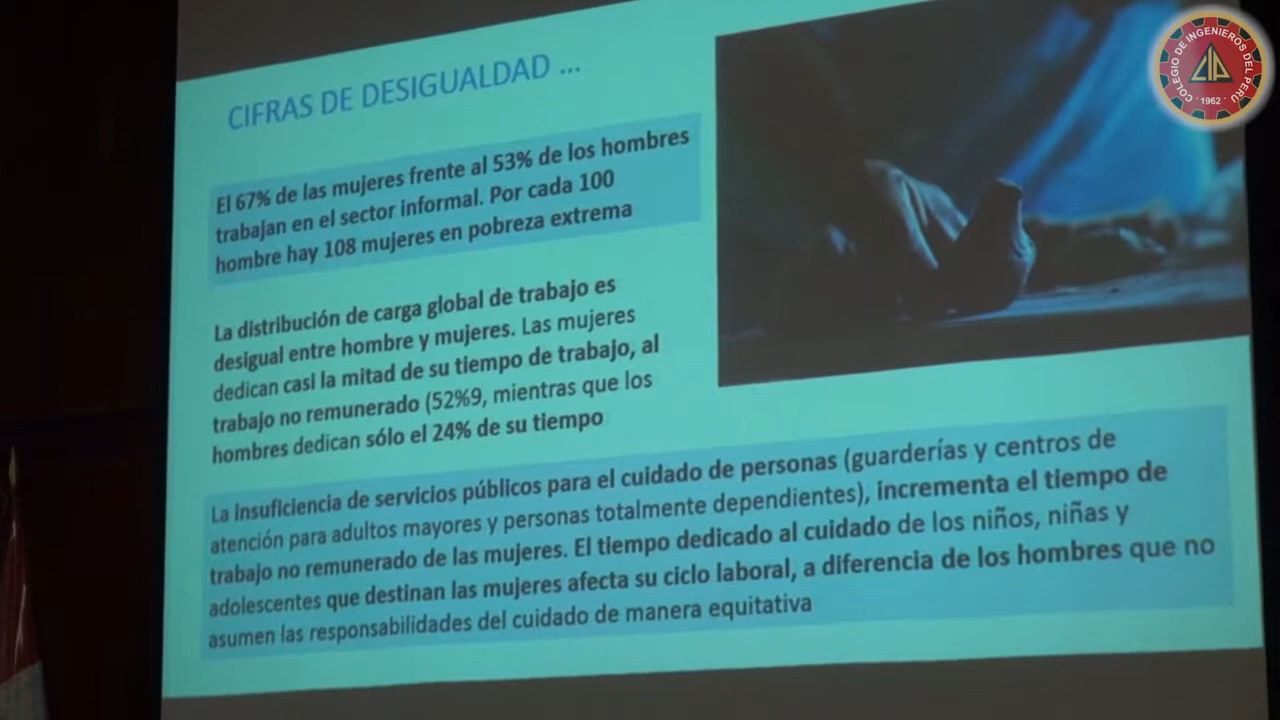 CIFRAS DE DESIGUALDAD ...
El 67% de las mujeres frente al 53% de los hombres
trabajan en el sector informal. Por cada 100
hombre hay 108 mujeres en pobreza extrema
La distribución de carga global de trabajo es
desigual entre hombre y mujeres. Las mujeres
dedican casi la mitad de su tiempo de trabajo, al
trabajo no remunerado (52%9, mientras que los
hombres dedican sólo el 24% de su tiempo
La insuficiencia de servicios públicos para el cuidado de personas (guarderías y centros de
atención para adultos mayores y personas totalmente dependientes), incrementa el tiempo de
trabajo no remunerado de las mujeres. El tiempo dedicado al cuidado de los niños, niñas y
adolescentes que destinan las mujeres afecta su ciclo laboral, a diferencia de los hombres que no
asumen las responsabilidades del cuidado de manera equitativa
COLEGIO DE INGENIEROS DEL PERU
CIP
· 1962 ·